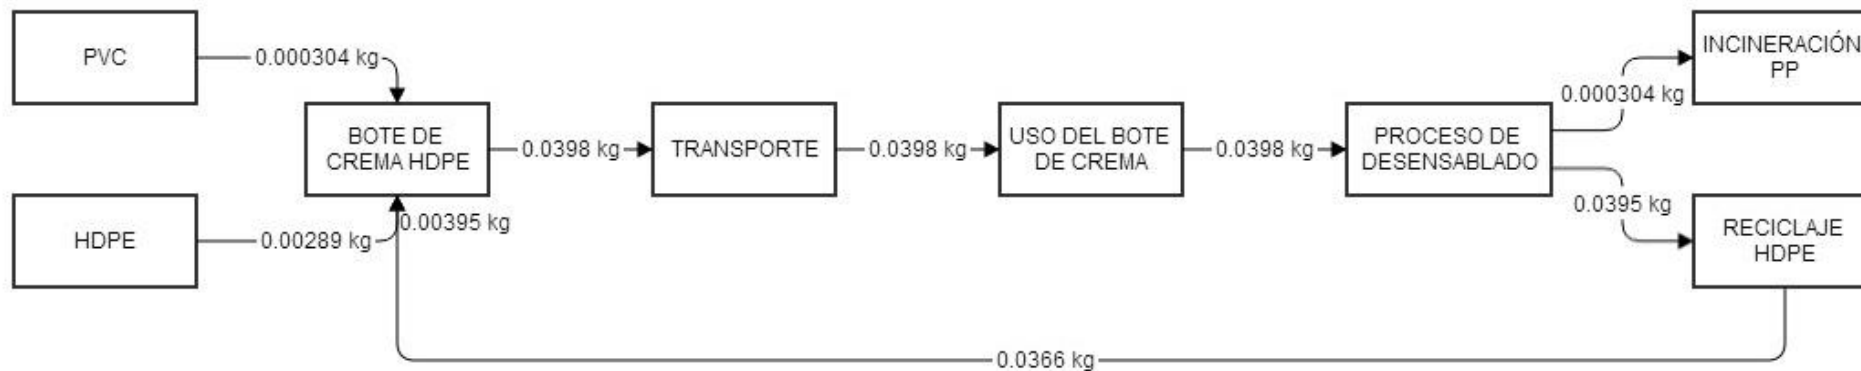 PVC
0.000304 kg
HDPE
0.00289 kg
BOTE DE
CREMA HDPE
0.00395 kg
0.0398 kg
TRANSPORTE
0.0398 kg
USO DEL BOTE
DE CREMA
0.0398 kg
PROCESO DE
DESENSABLADO
0.000304 kg
INCINERACIÓN
PP
0.0395 kg
RECICLAJE
HDPE
0.0366 kg